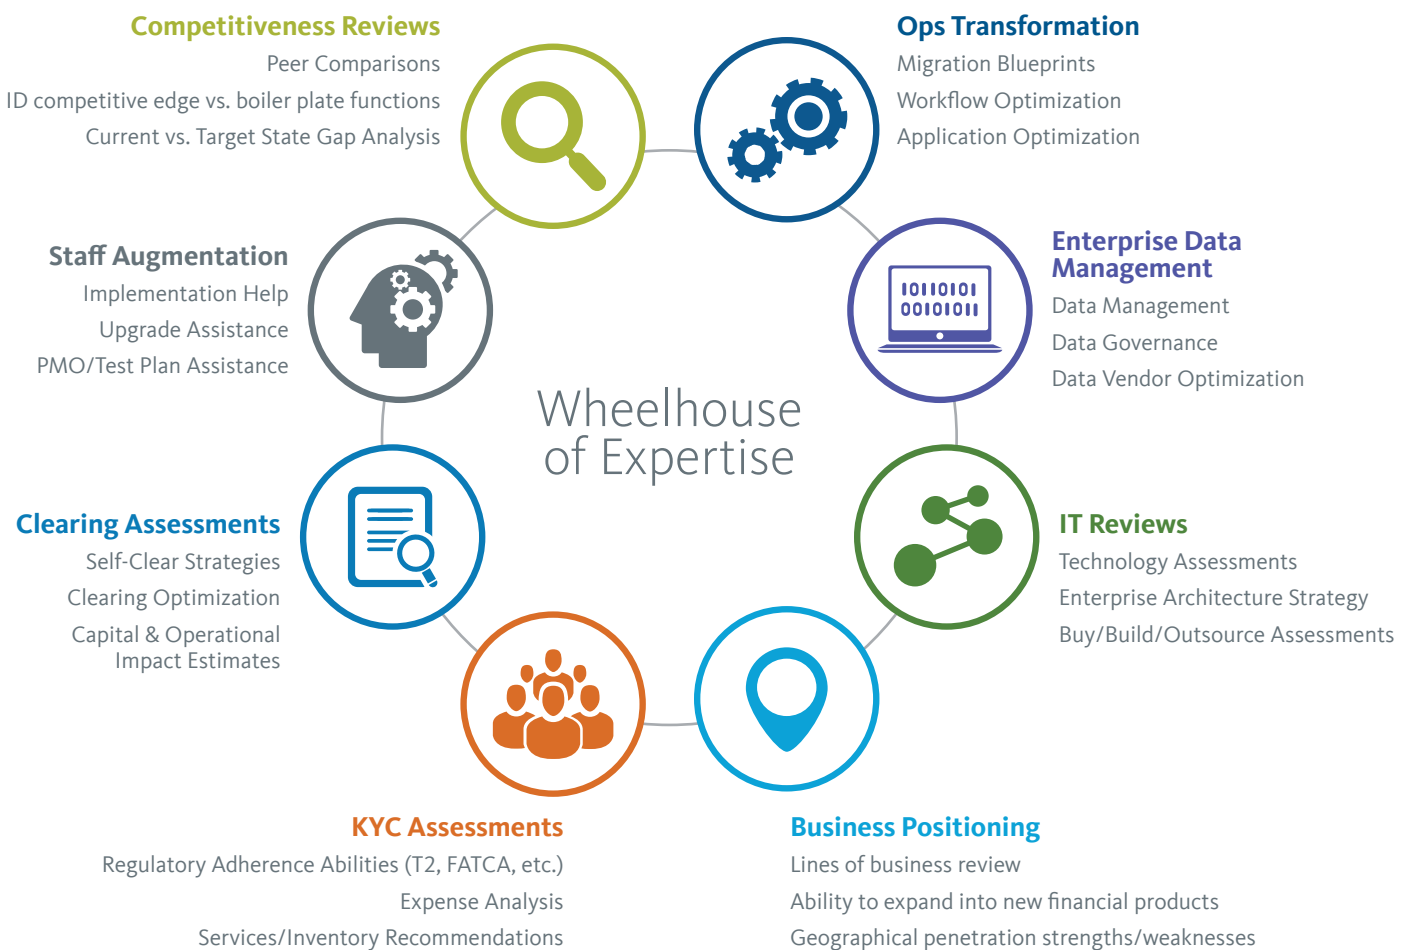 Competitiveness Reviews
Peer Comparisons
ID competitive edge vs. boiler plate functions
Current vs. Target State Gap Analysis
Ops Transformation
Migration Blueprints
Workflow Optimization
Application Optimization
Staff Augmentation
Implementation Help
Upgrade Assistance
PMO/Test Plan Assistance
Enterprise Data
Management
Data Management
Data Governance
Data Vendor Optimization
10110101
00101011
Wheelhouse
of Expertise
Clearing Assessments
Self-Clear Strategies
Clearing Optimization
Capital & Operational
Impact Estimates
IT Reviews
Technology Assessments
Enterprise Architecture Strategy
Buy/Build/Outsource Assessments
KYC Assessments
Regulatory Adherence Abilities (T2, FATCA, etc.)
Expense Analysis
Services/Inventory Recommendations
Business Positioning
Lines of business review
Ability to expand into new financial products
Geographical penetration strengths/weaknesses